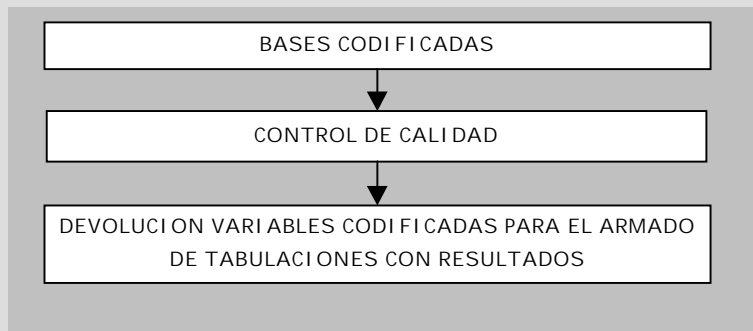 BASES CODIFICADAS
CONTROL DE CALIDAD
DEVOLUCION VARIABLES CODIFICADAS PARA EL ARMADO
DE TABULACIONES CON RESULTADOS